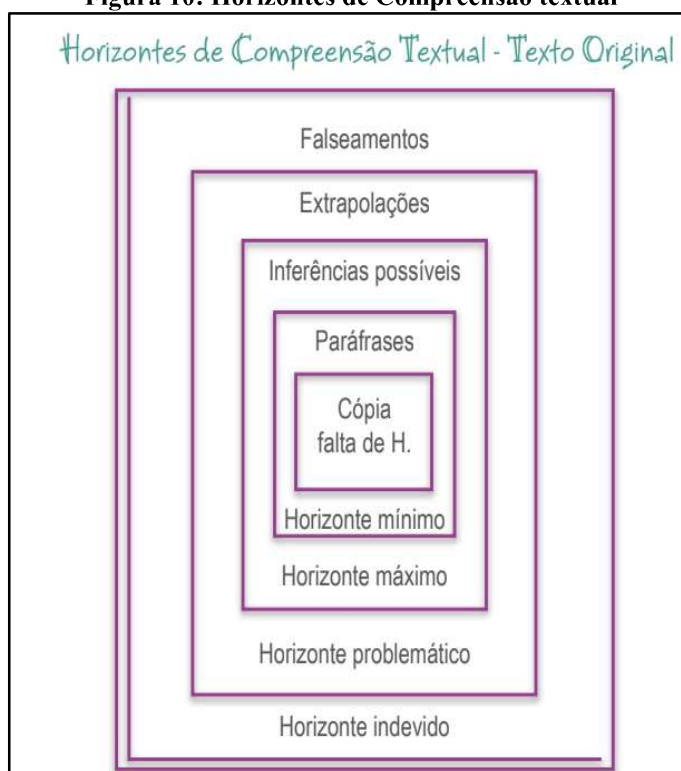 Figura 10: Horizontes de Compreensão textual
Horizontes de Compreensão Textual - Texto Original
Falseamentos
Extrapolações
Inferências possíveis
Paráfrases
Cópia
falta de H.
Horizonte mínimo
Horizonte máximo
Horizonte problemático
Horizonte indevido